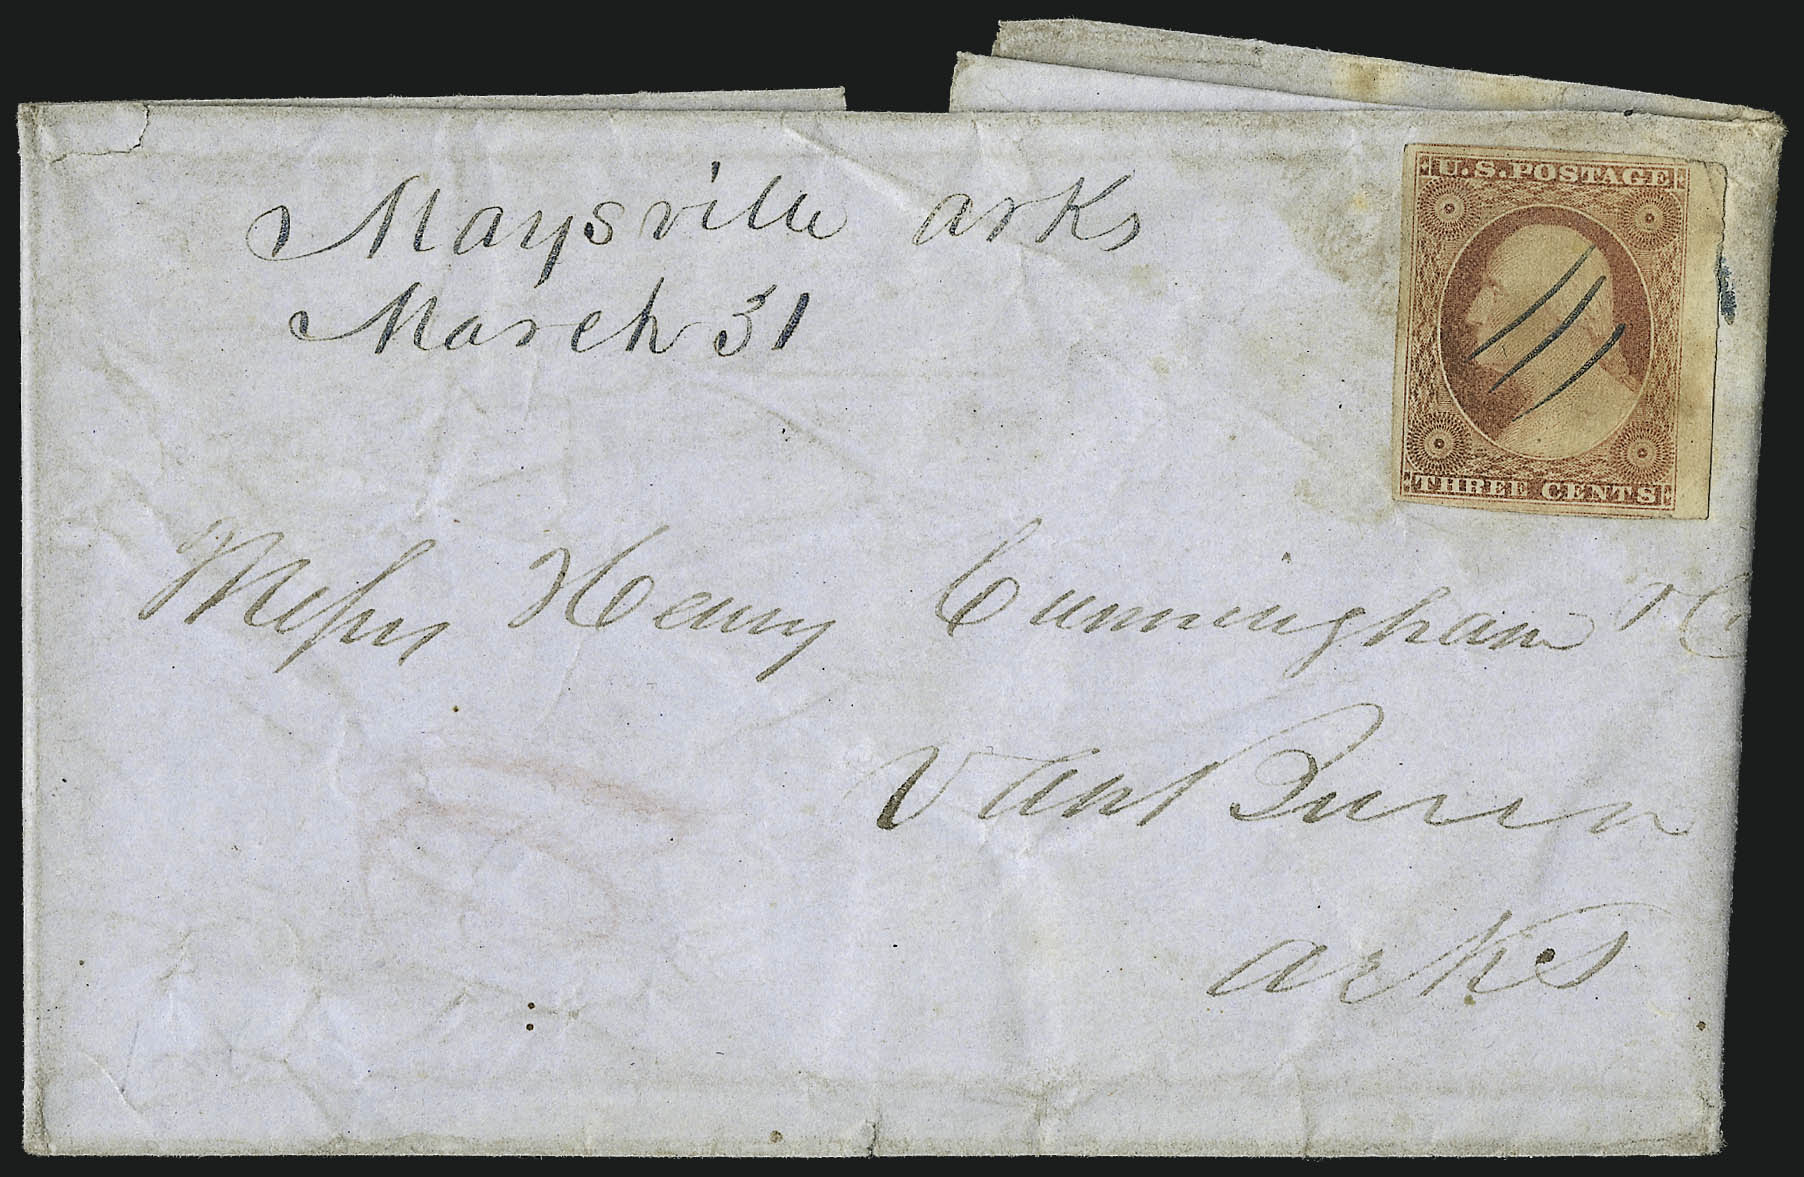 Maysville arks
March 31
U.S. POSTAGE
THREE CENTS
Messrs Henry Cunningham & Co
Van Buren
arks